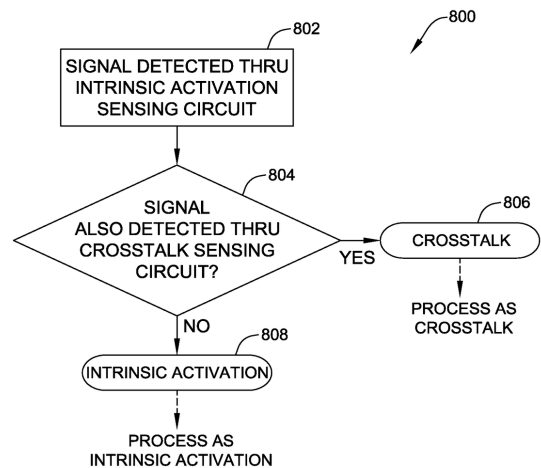 802
800
SIGNAL DETECTED THRU
INTRINSIC ACTIVATION
SENSING CIRCUIT
804
SIGNAL
ALSO DETECTED THRU
CROSSTALK SENSING
CIRCUIT?
806
CROSSTALK
YES
PROCESS AS
CROSSTALK
NO
808
INTRINSIC ACTIVATION
PROCESS AS
INTRINSIC ACTIVATION